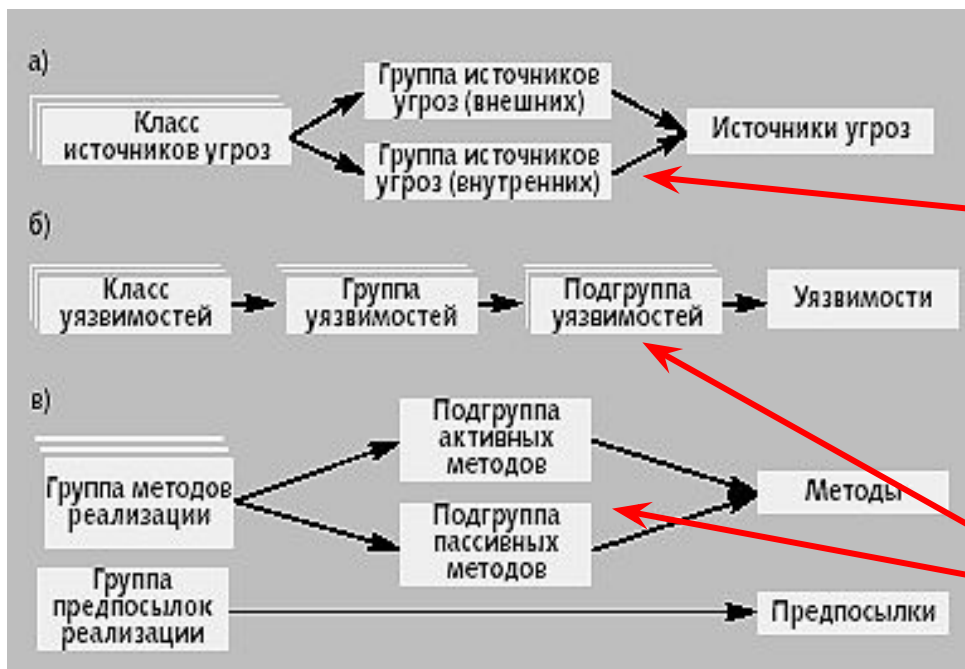 а)
Класс
источников угроз
Группа источников
угроз (внешних)
Группа источников
угроз (внутренних)
Источники угроз
б)
Класс
уязвимостей
Группа
уязвимостей
Подгруппа
уязвимостей
Уязвимости
в)
Группа методов
реализации
Подгруппа
активных
методов
Подгруппа
пассивных
методов
Методы
Группа
предпосылок
реализации
Предпосылки